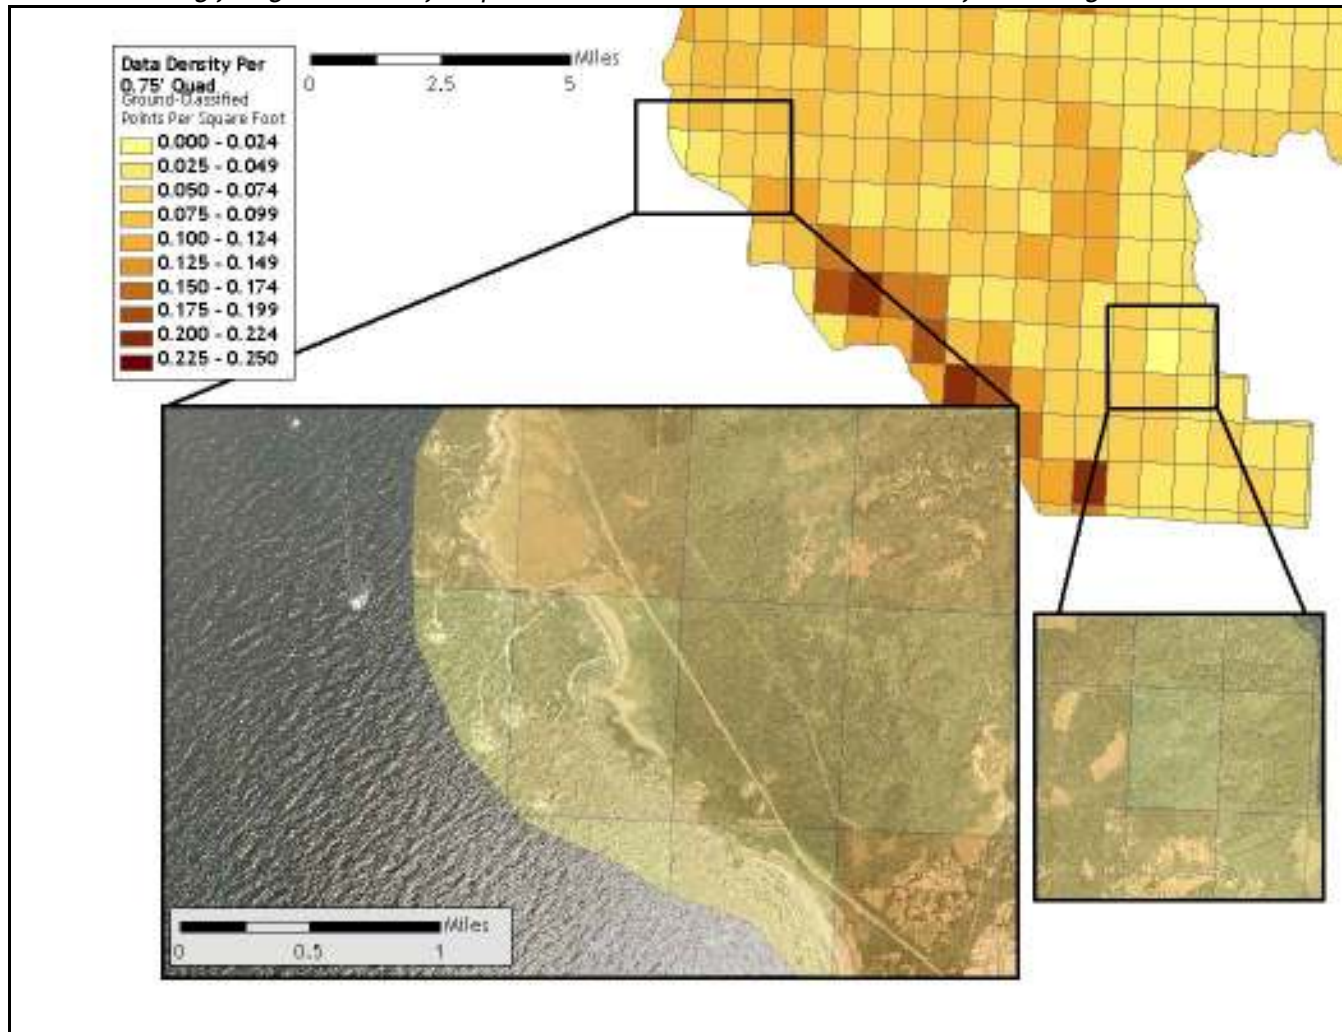 Data Density Per
0.75' Quad
Ground-Classified
Points Per Square Foot
0.000 - 0.024
0.025 - 0.049
0.050 - 0.074
0.075 - 0.099
0.100 - 0.124
0.125 - 0.149
0.150 - 0.174
0.175 - 0.199
0.200 - 0.224
0.225 - 0.250
Miles
0 2.5 5
Miles
0 0.5 1